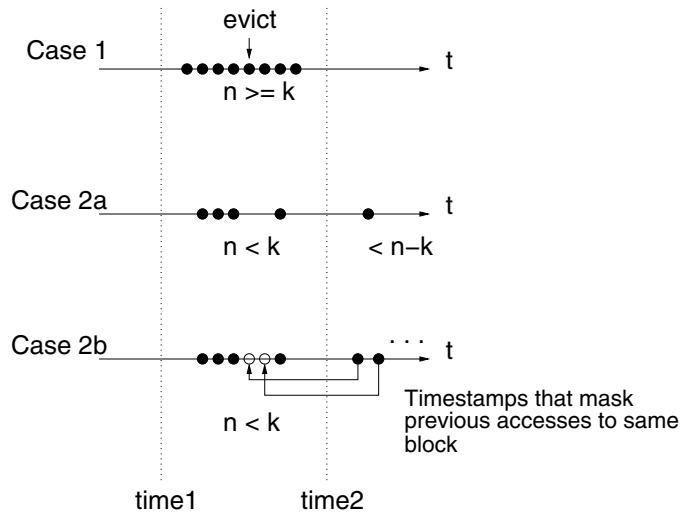 evict
Case 1
t
n >= k
Case 2a
t
n < k
< n−k
Case 2b
. . .
t
n < k
Timestamps that mask
previous accesses to same
block
time1
time2